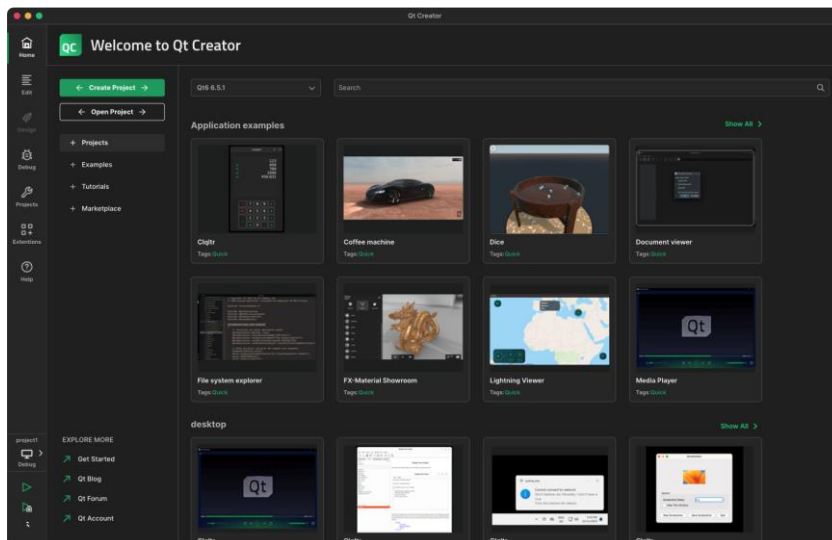 Qt Creator
Home
QC
Welcome to Qt Creator
Edit
Design
Debug
Projects
Extentions
Help
Create Project
Open Project
Projects
Examples
Tutorials
Marketplace
Qt6 6.5.1
Search
Application examples
Show All
Clqltr
Tags: Quick
Coffee machine
Tags: Quick
Dice
Tags: Quick
Document viewer
Tags: Quick
File system explorer
Tags: Quick
FX-Material Showroom
Tags: Quick
Lightning Viewer
Tags: Quick
Qt
Media Player
Tags: Quick
desktop
Show All
Qt
project1
Debug
EXPLORE MORE
Get Started
Qt Blog
Qt Forum
Qt Account